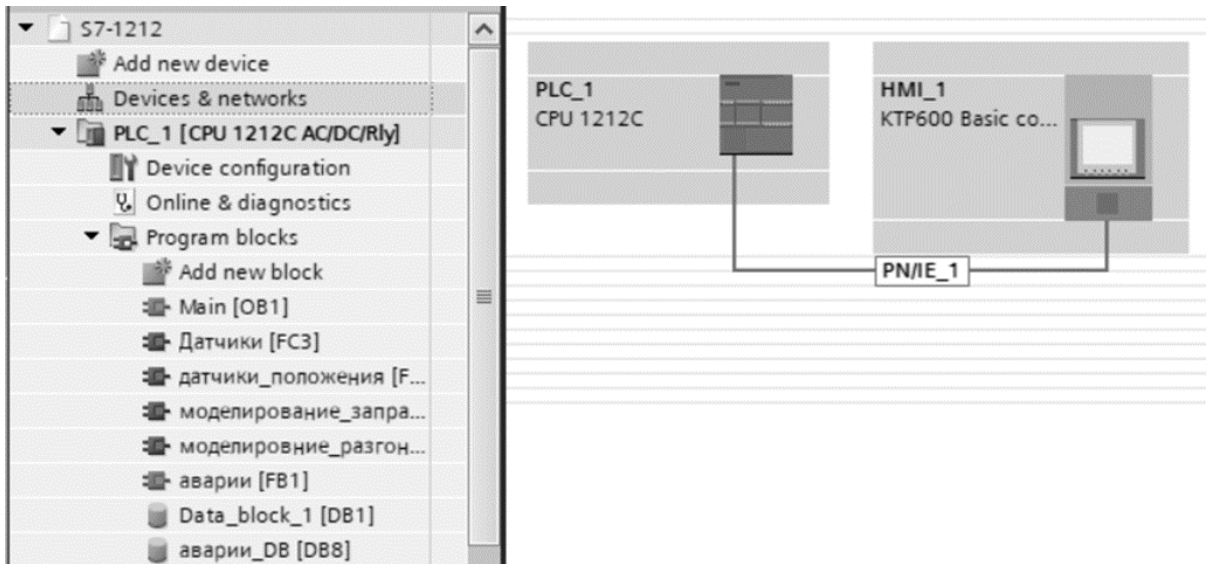 S7-1212
Add new device
Devices & networks
PLC_1 [CPU 1212C AC/DC/Rly]
Device configuration
Online & diagnostics
Program blocks
Add new block
Main [OB1]
Датчики [FC3]
датчики_положения [F...
моделирование_запра...
моделировние_разгон...
аварии [FB1]
Data_block_1 [DB1]
аварии_DB [DB8]
PLC_1
CPU 1212C
HMI_1
KTP600 Basic co...
PN/IE_1